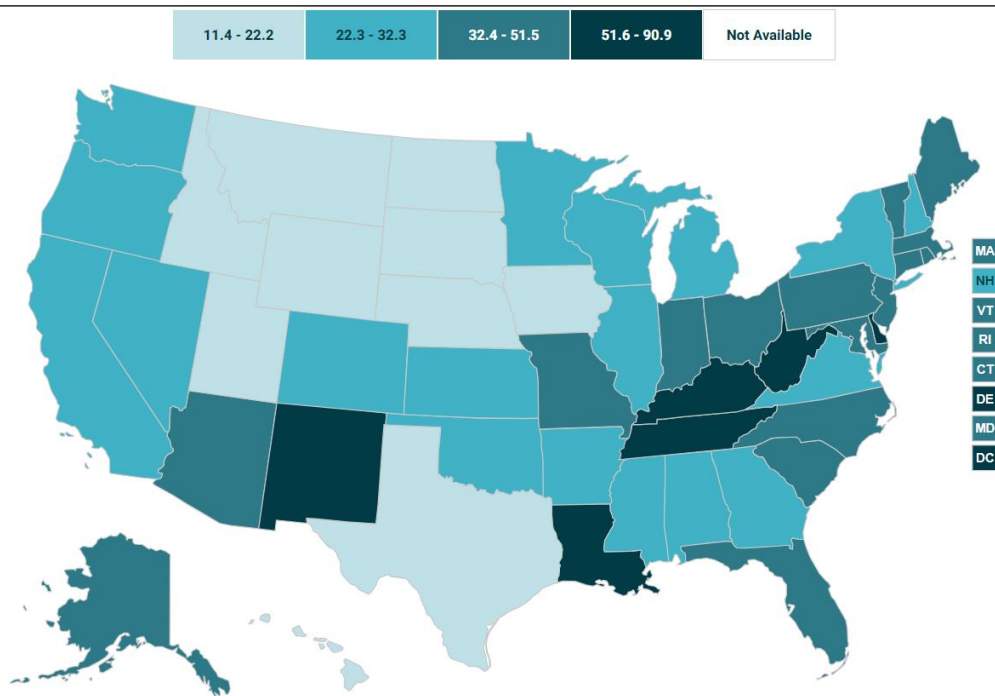 11.4 - 22.2
22.3 - 32.3
32.4 - 51.5
51.6 - 90.9
Not Available
MA
NH
VT
RI
CT
DE
MD
DC